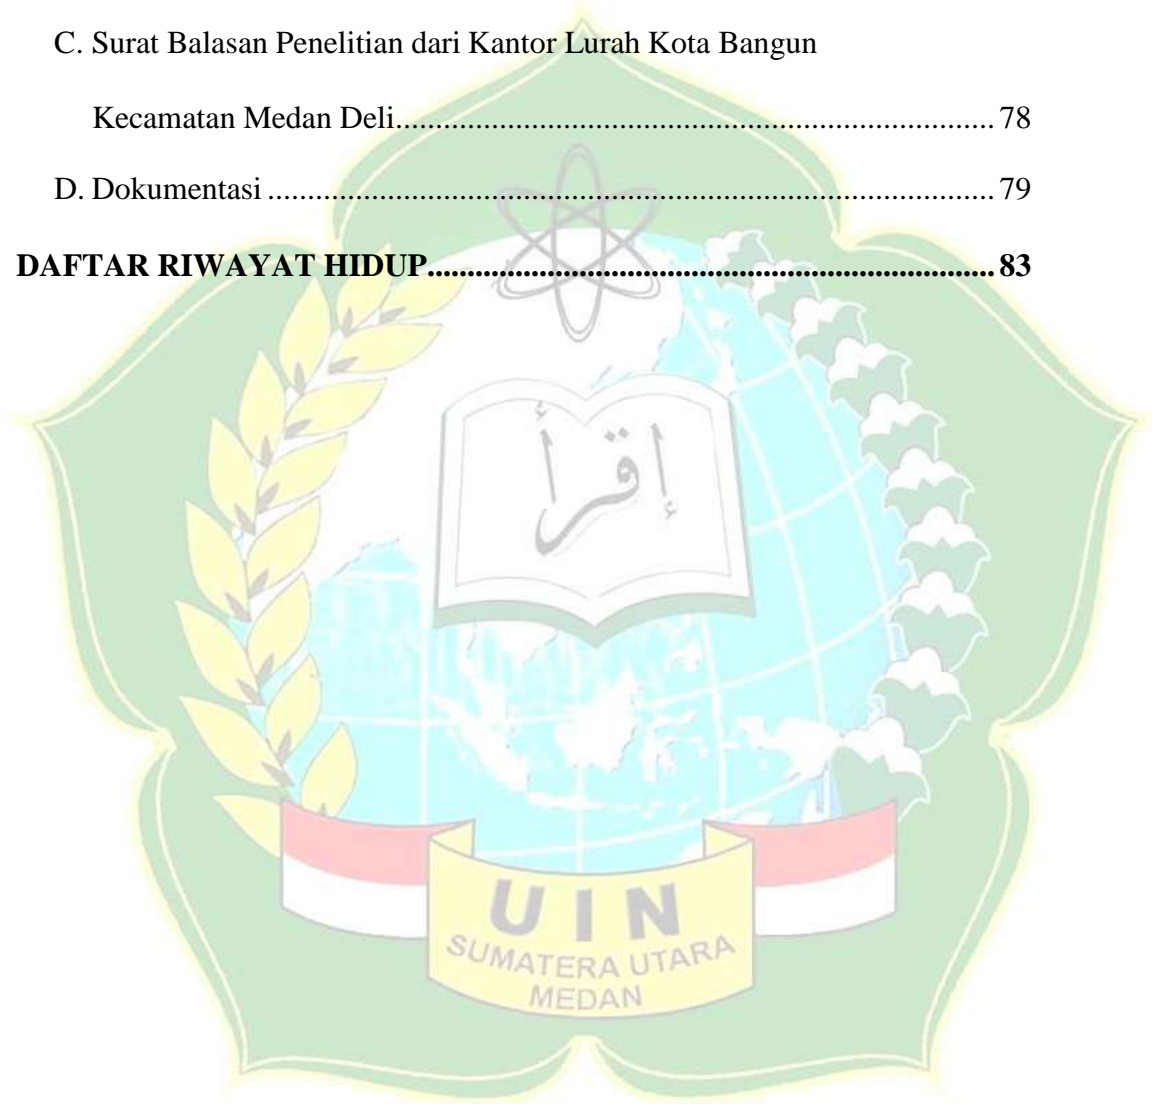 C. Surat Balasan Penelitian dari Kantor Lurah Kota Bangun
Kecamatan Medan Deli.......................................................................... 78
D. Dokumentasi .......................................................................................... 79
DAFTAR RIWAYAT HIDUP...................................................................... 83
إقرأ
UIN
SUMATERA UTARA
MEDAN